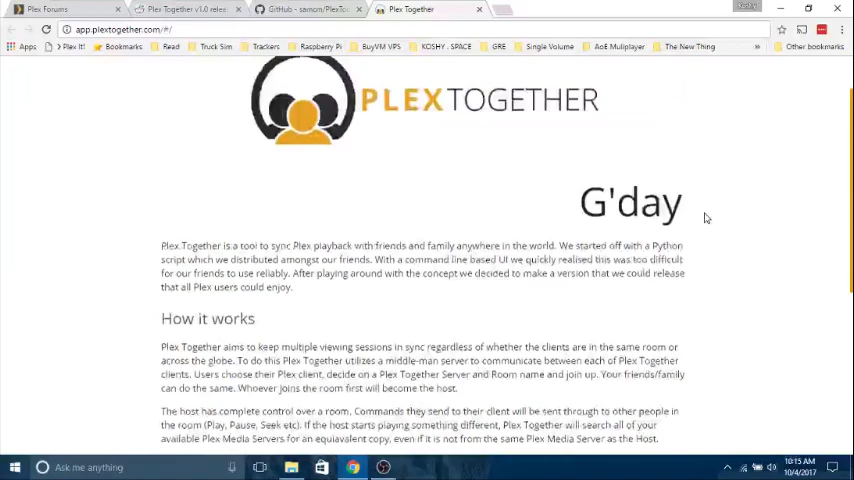 Plex Forums
Plex Together v1.0 relea
GitHub - samcm/PlexTo
Plex Together
app.plextogether.com/#/
Apps
Plex It!
Bookmarks
Read
Truck Sim
Trackers
Raspberry Pi
BuyVM VPS
KOSHY . SPACE
GRE
Single Volume
AoE Muliplayer
The New Thing
Other bookmarks
PLEXTOGETHER
G'day
Plex Together is a tool to sync Plex playback with friends and family anywhere in the world. We started off with a Python
script which we distributed amongst our friends. With a command line based UI we quickly realised this was too difficult
for our friends to use reliably. After playing around with the concept we decided to make a version that we could release
that all Plex users could enjoy.
How it works
Plex Together aims to keep multiple viewing sessions in sync regardless of whether the clients are in the same room or
across the globe. To do this Plex Together utilizes a middle-man server to communicate between each of Plex Together
clients. Users choose their Plex client, decide on a Plex Together Server and Room name and join up. Your friends/family
can do the same. Whoever joins the room first will become the host.
The host has complete control over a room. Commands they send to their client will be sent through to other people in
the room (Play, Pause, Seek etc). If the host starts playing something different, Plex Together will search all of your
available Plex Media Servers for an equiavalent copy, even if it is not from the same Plex Media Server as the Host.
Ask me anything
10:15 AM
10/4/2017